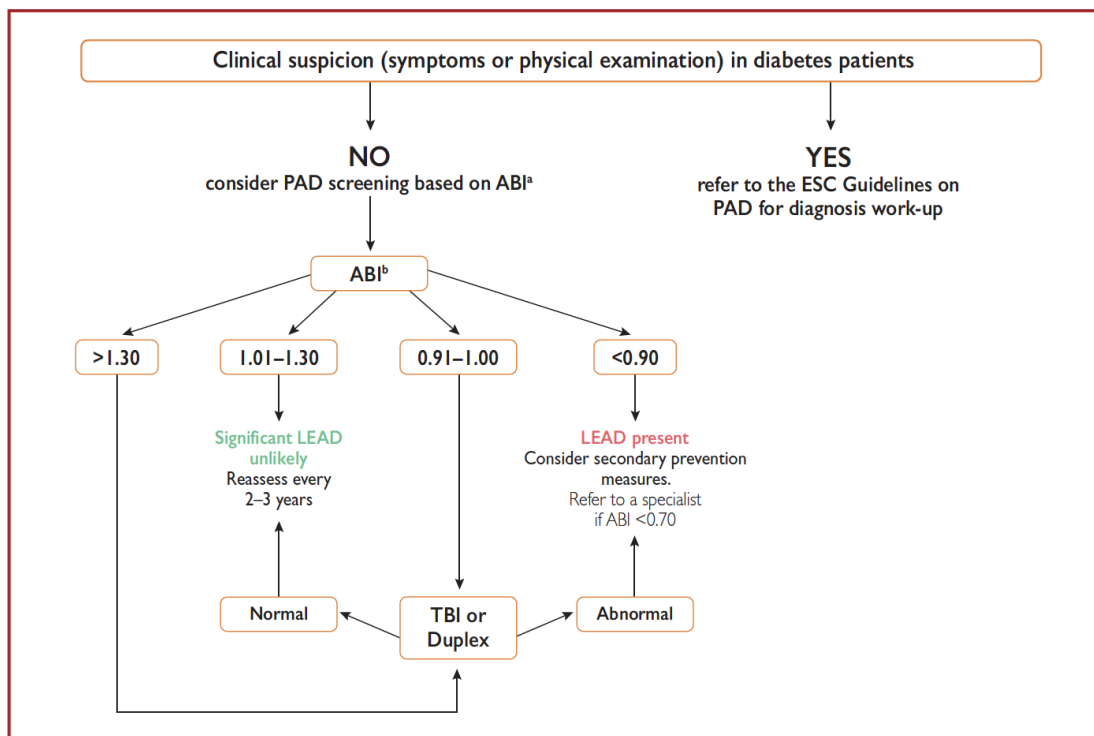 Clinical suspicion (symptoms or physical examination) in diabetes patients
NO
consider PAD screening based on ABIᵃ
YES
refer to the ESC Guidelines on
PAD for diagnosis work-up
ABIᵇ
>1.30
1.01–1.30
0.91–1.00
<0.90
Significant LEAD
unlikely
Reassess every
2–3 years
LEAD present
Consider secondary prevention
measures.
Refer to a specialist
if ABI <0.70
Normal
TBI or
Duplex
Abnormal